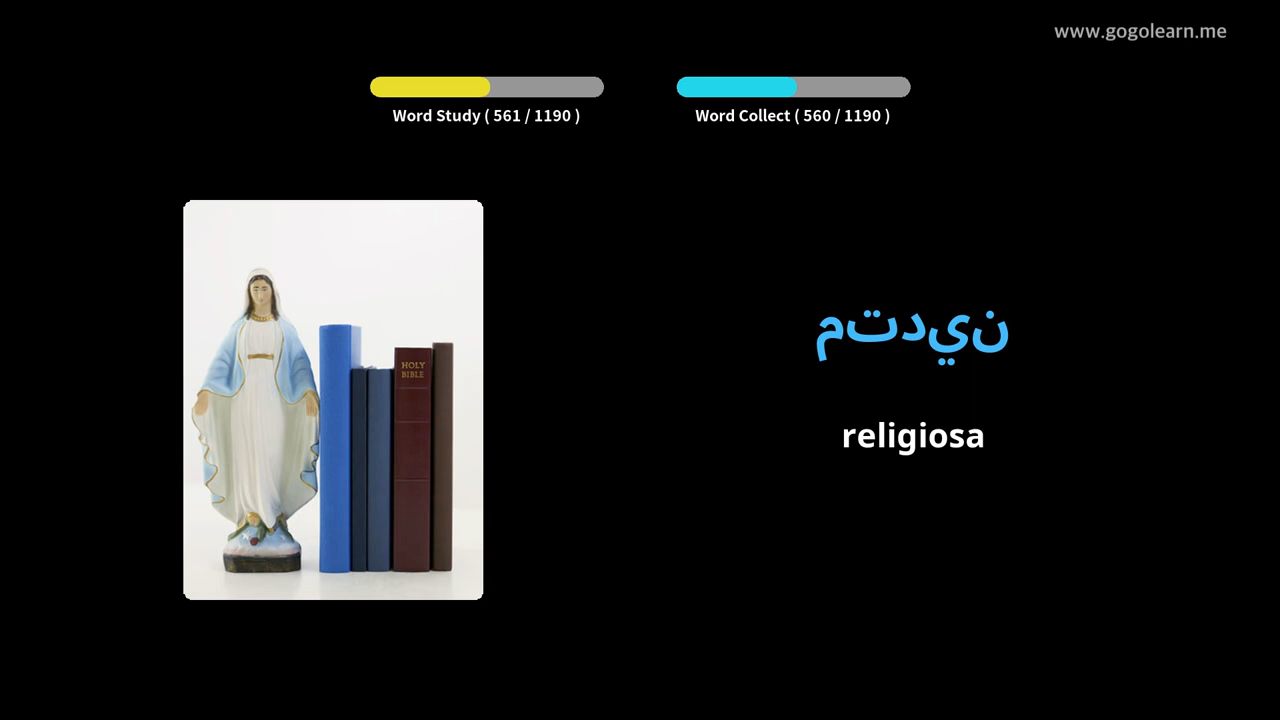 www.gogolearn.me
Word Study ( 561 / 1190 )
Word Collect ( 560 / 1190 )
HOLY
BIBLE
متدين
religiosa